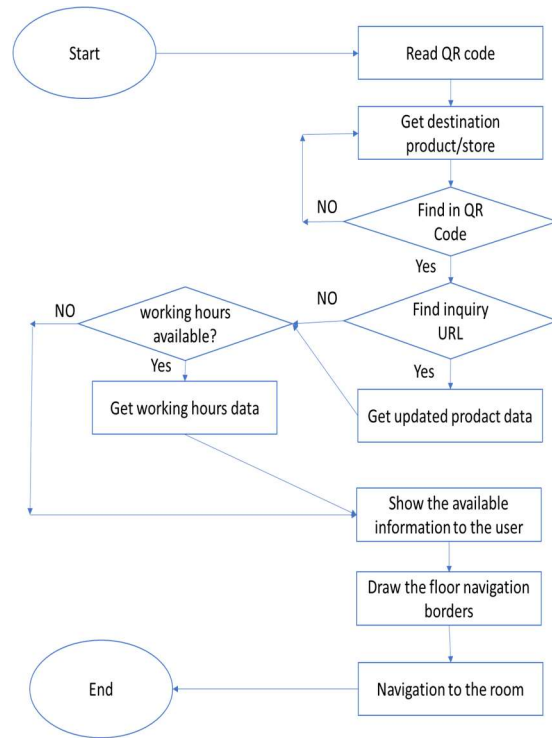 Start
Read QR code
Get destination
product/store
NO
Find in QR
Code
Yes
NO
working hours
available?
NO
Find inquiry
URL
Yes
Yes
Get working hours data
Get updated product data
Show the available
information to the user
Draw the floor navigation
borders
End
Navigation to the room